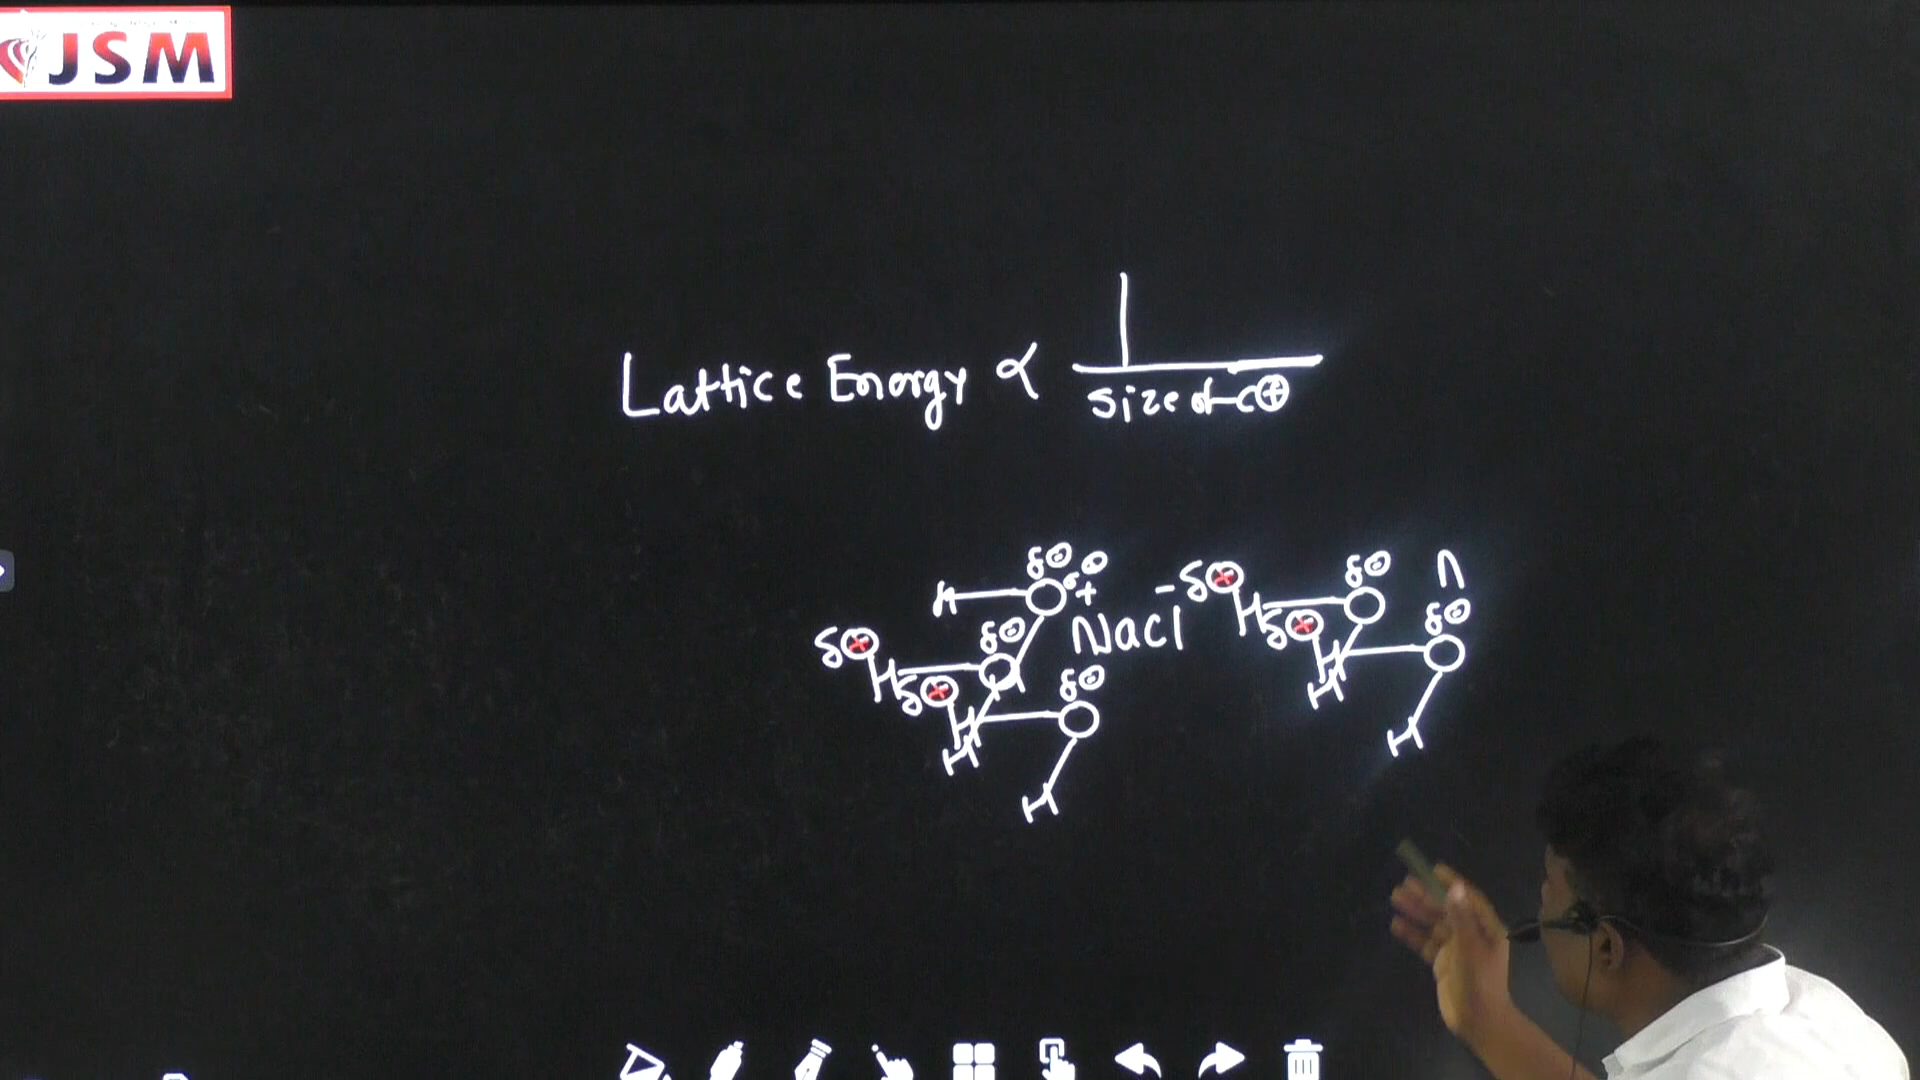 JSM
Lattice Energy ∝ 1
size of c⊕
δ⊖ δ⊖ n
H + - δ⊕ δ⊖
δ⊕ δ⊖ NaCl H δ⊕
H δ⊕ δ⊖ H
H H
H H
H